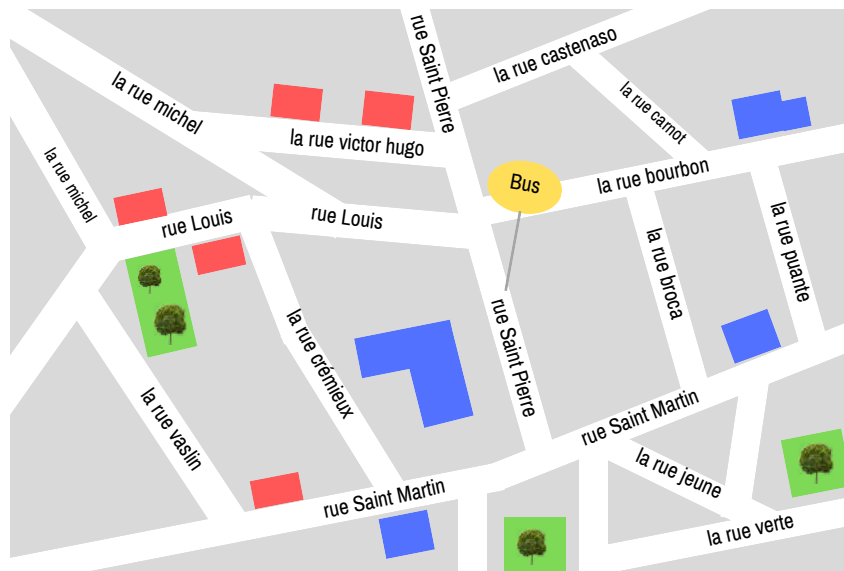 rue Saint Pierre
la rue castenaso
la rue michel
la rue carnot
la rue victor hugo
la rue michel
Bus
la rue bourbon
rue Louis
rue Louis
la rue puante
la rue broca
la rue crémieux
rue Saint Pierre
la rue vaslin
rue Saint Martin
la rue jeune
rue Saint Martin
la rue verte